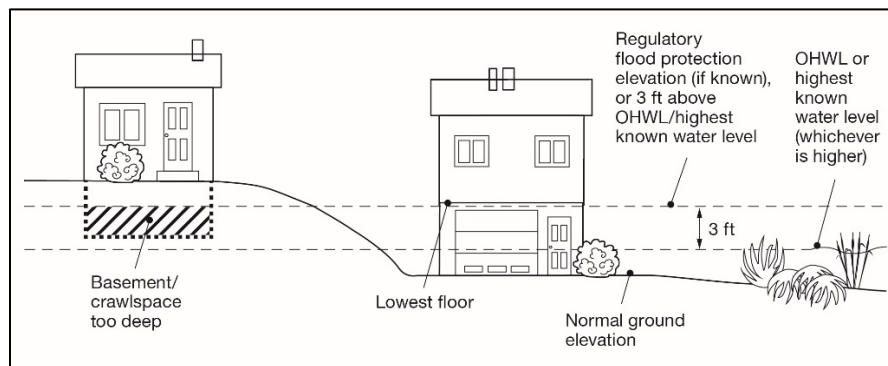 Regulatory
flood protection
elevation (if known),
or 3 ft above
OHWL/highest
known water level
OHWL or
highest
known
water level
(whichever
is higher)
3 ft
Basement/
crawlspace
too deep
Lowest floor
Normal ground
elevation